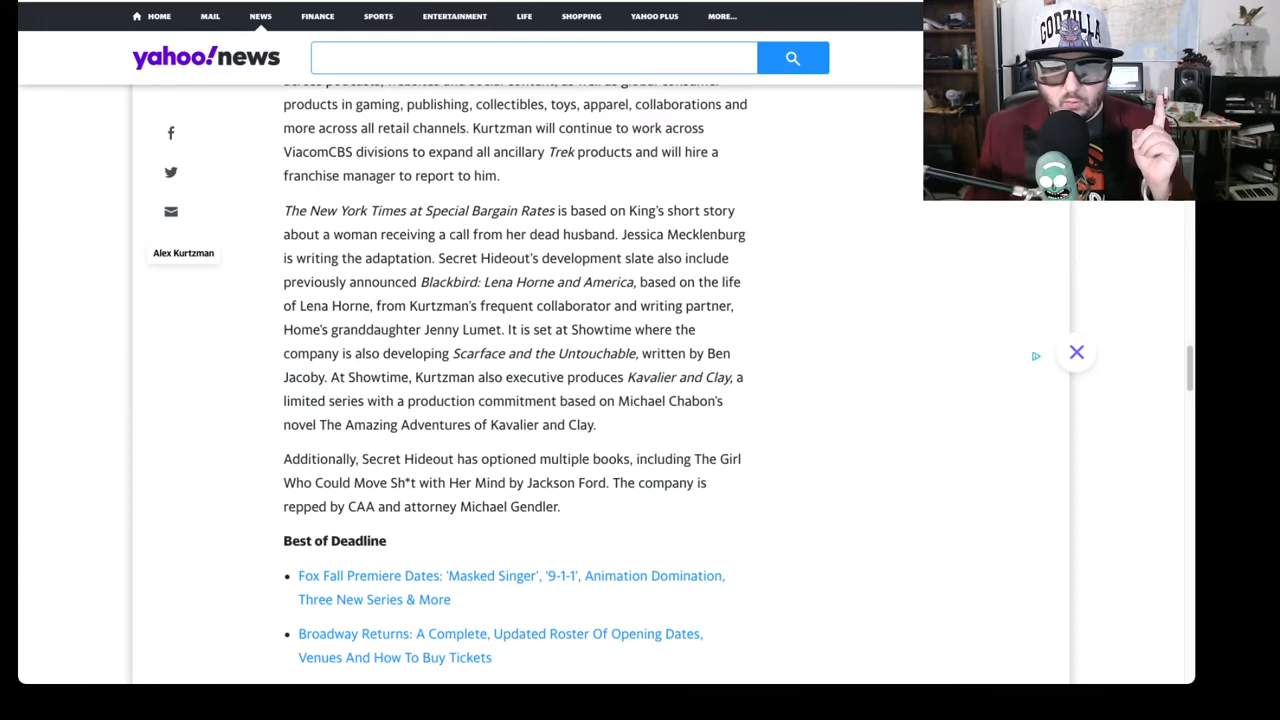 HOME MAIL NEWS FINANCE SPORTS ENTERTAINMENT LIFE SHOPPING YAHOO PLUS MORE...
yahoo!news
GODZILLA
across podcasts, websites and social content, as well as global consumer
products in gaming, publishing, collectibles, toys, apparel, collaborations and
more across all retail channels. Kurtzman will continue to work across
ViacomCBS divisions to expand all ancillary Trek products and will hire a
franchise manager to report to him.
Alex Kurtzman
The New York Times at Special Bargain Rates is based on King's short story
about a woman receiving a call from her dead husband. Jessica Mecklenburg
is writing the adaptation. Secret Hideout's development slate also include
previously announced Blackbird: Lena Horne and America, based on the life
of Lena Horne, from Kurtzman's frequent collaborator and writing partner,
Home's granddaughter Jenny Lumet. It is set at Showtime where the
company is also developing Scarface and the Untouchable, written by Ben
Jacoby. At Showtime, Kurtzman also executive produces Kavalier and Clay, a
limited series with a production commitment based on Michael Chabon's
novel The Amazing Adventures of Kavalier and Clay.
Additionally, Secret Hideout has optioned multiple books, including The Girl
Who Could Move Sh*t with Her Mind by Jackson Ford. The company is
repped by CAA and attorney Michael Gendler.
Best of Deadline
• Fox Fall Premiere Dates: 'Masked Singer', '9-1-1', Animation Domination,
Three New Series & More
• Broadway Returns: A Complete, Updated Roster Of Opening Dates,
Venues And How To Buy Tickets